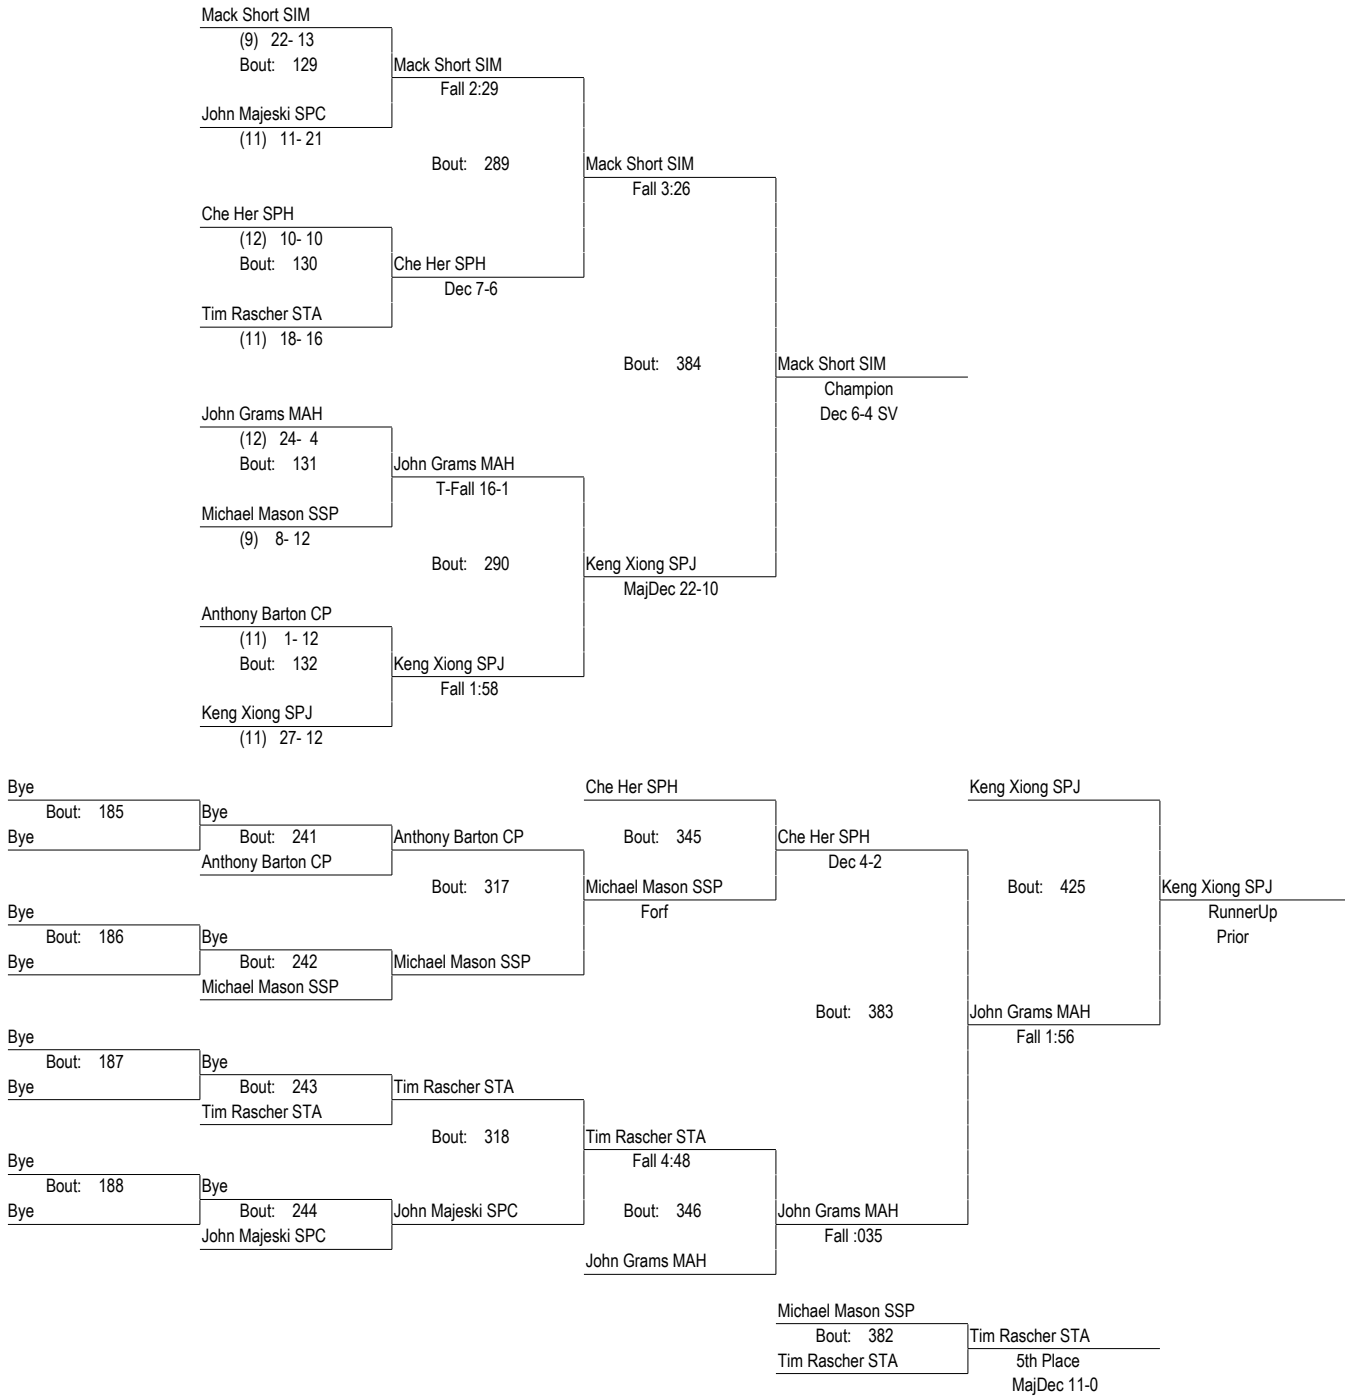 Mack Short SIM
(9) 22- 13
Bout: 129
Mack Short SIM
Fall 2:29
John Majeski SPC
(11) 11- 21
Bout: 289
Mack Short SIM
Fall 3:26
Che Her SPH
(12) 10- 10
Bout: 130
Che Her SPH
Dec 7-6
Tim Rascher STA
(11) 18- 16
Bout: 384
Mack Short SIM
Champion
Dec 6-4 SV
John Grams MAH
(12) 24- 4
Bout: 131
John Grams MAH
T-Fall 16-1
Michael Mason SSP
(9) 8- 12
Bout: 290
Keng Xiong SPJ
MajDec 22-10
Anthony Barton CP
(11) 1- 12
Bout: 132
Keng Xiong SPJ
Fall 1:58
Keng Xiong SPJ
(11) 27- 12
Bye
Bout: 185
Bye
Bye
Bout: 241
Anthony Barton CP
Anthony Barton CP
Bout: 317
Che Her SPH
Bout: 345
Michael Mason SSP
Forf
Che Her SPH
Dec 4-2
Keng Xiong SPJ
Bout: 425
Keng Xiong SPJ
RunnerUp
Prior
Bye
Bout: 186
Bye
Bye
Bout: 242
Michael Mason SSP
Michael Mason SSP
Bout: 383
John Grams MAH
Fall 1:56
Bye
Bout: 187
Bye
Bye
Bout: 243
Tim Rascher STA
Tim Rascher STA
Bout: 318
Tim Rascher STA
Fall 4:48
Bye
Bout: 188
Bye
Bye
Bout: 244
John Majeski SPC
John Majeski SPC
Bout: 346
John Grams MAH
John Grams MAH
Fall :035
Michael Mason SSP
Bout: 382
Tim Rascher STA
Tim Rascher STA
5th Place
MajDec 11-0